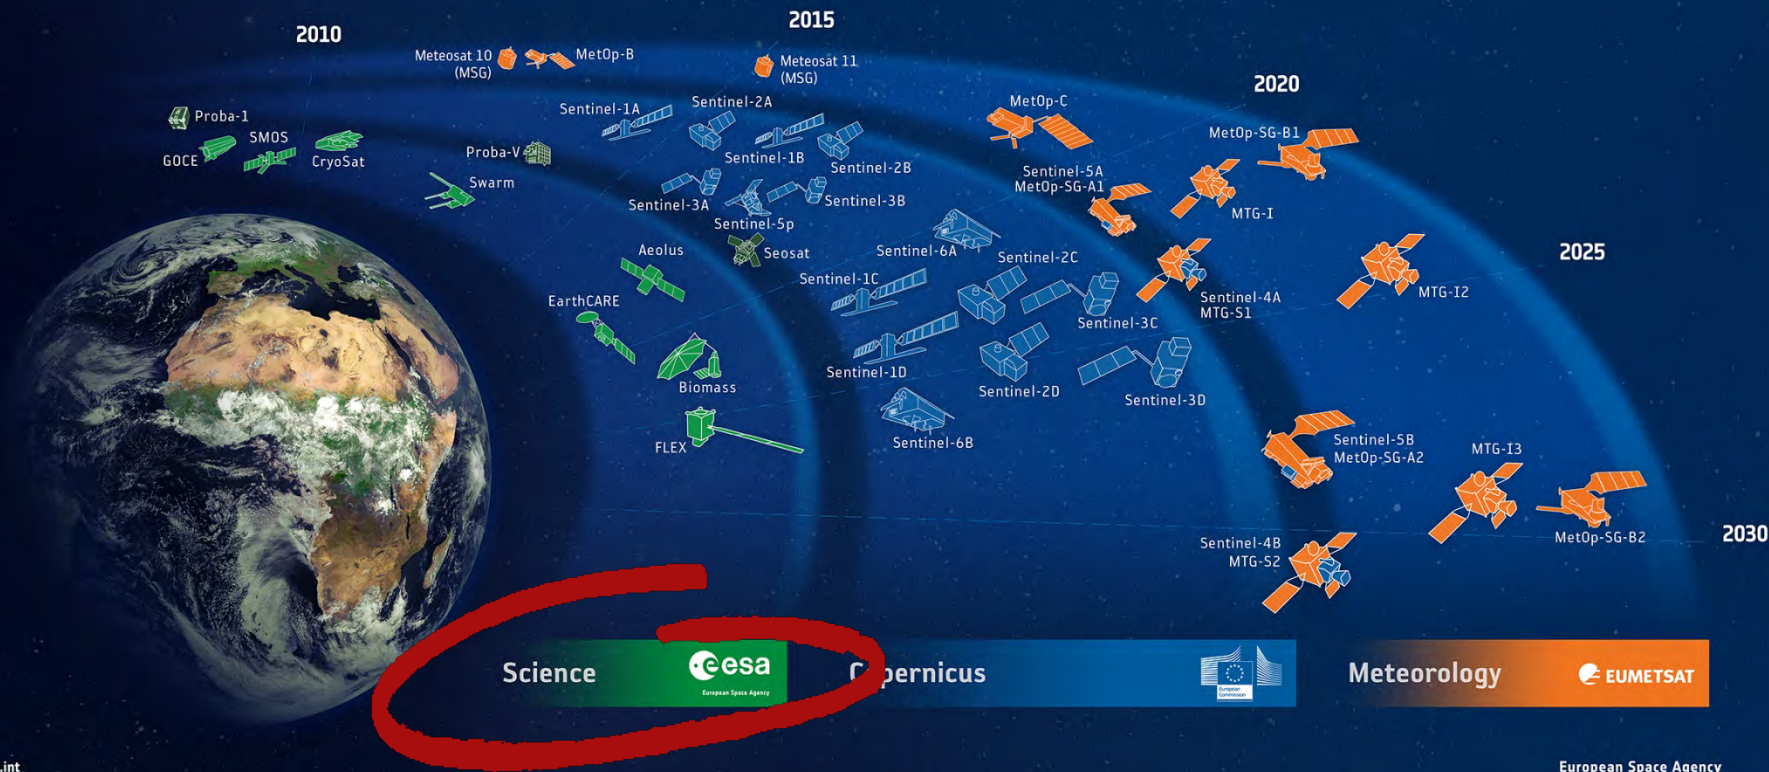 2010
2015
2020
2025
2030
Meteosat 10
(MSG)
MetOp-B
Meteosat 11
(MSG)
Proba-1
GOCE
SMOS
CryoSat
Proba-V
Swarm
Sentinel-1A
Sentinel-2A
Sentinel-1B
Sentinel-2B
Sentinel-3A
Sentinel-5p
Sentinel-3B
Seosat
MetOp-C
MetOp-SG-B1
Sentinel-5A
MetOp-SG-A1
MTG-I
Aeolus
Sentinel-6A
Sentinel-2C
Sentinel-1C
EarthCARE
Sentinel-3C
Sentinel-4A
MTG-S1
MTG-I2
Biomass
Sentinel-1D
Sentinel-2D
Sentinel-3D
FLEX
Sentinel-6B
Sentinel-5B
MetOp-SG-A2
MTG-I3
MetOp-SG-B2
Sentinel-4B
MTG-S2
Science
esa
European Space Agency
Copernicus
European
Commission
Meteorology
EUMETSAT
.int
European Space Agency